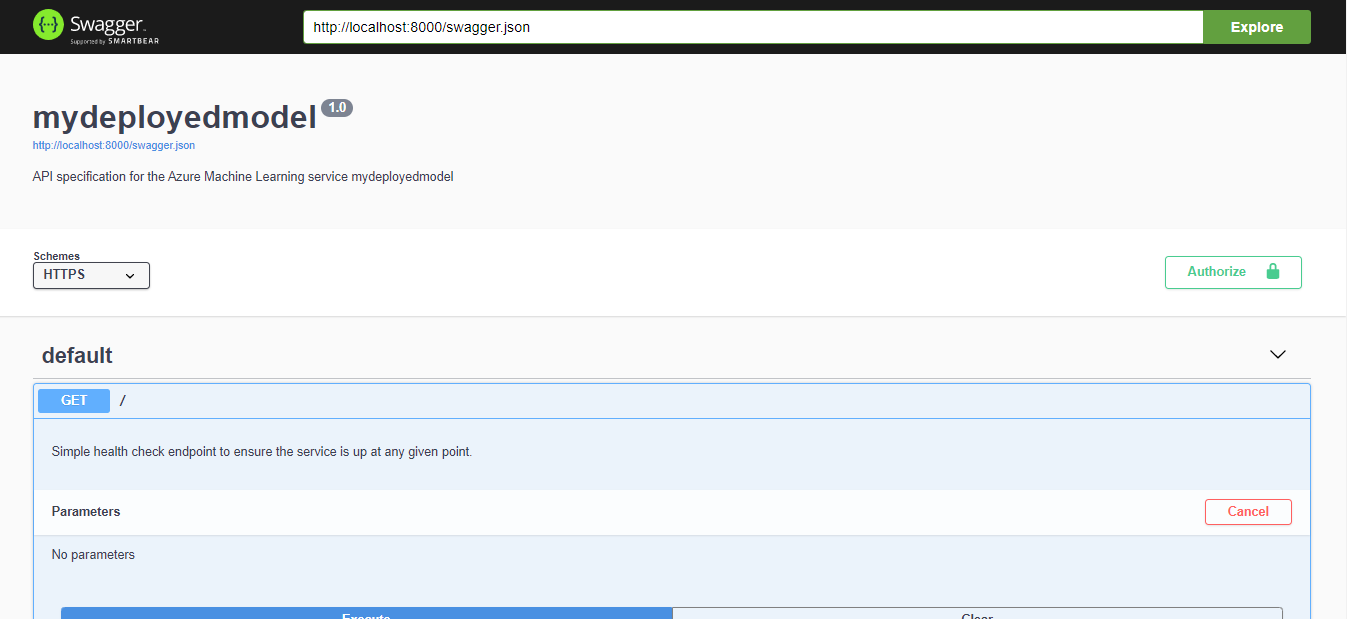 Swagger
Supported by SMARTBEAR
http://localhost:8000/swagger.json
Explore
mydeployedmodel 1.0
http://localhost:8000/swagger.json
API specification for the Azure Machine Learning service mydeployedmodel
Schemes
HTTPS
Authorize
default
GET /
Simple health check endpoint to ensure the service is up at any given point.
Parameters
Cancel
No parameters
Execute
Clear